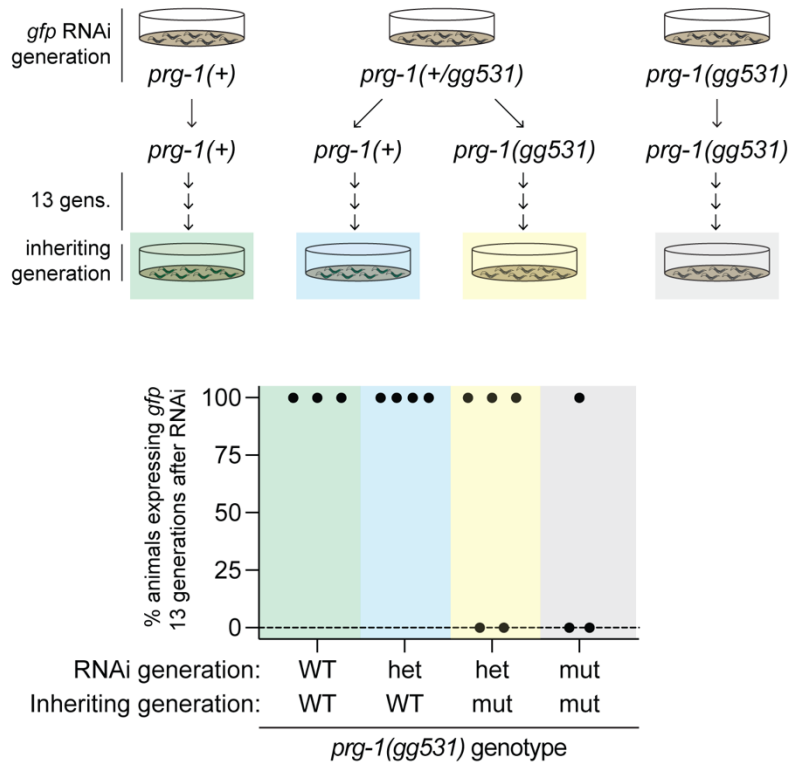 gfp RNAi
generation
prg-1(+)
prg-1(+/gg531)
prg-1(gg531)
prg-1(+)
prg-1(+)
prg-1(gg531)
prg-1(gg531)
13 gens.
inheriting
generation
% animals expressing gfp
13 generations after RNAi
100
75
50
25
0
RNAi generation: WT het het mut
Inheriting generation: WT WT mut mut
prg-1(gg531) genotype